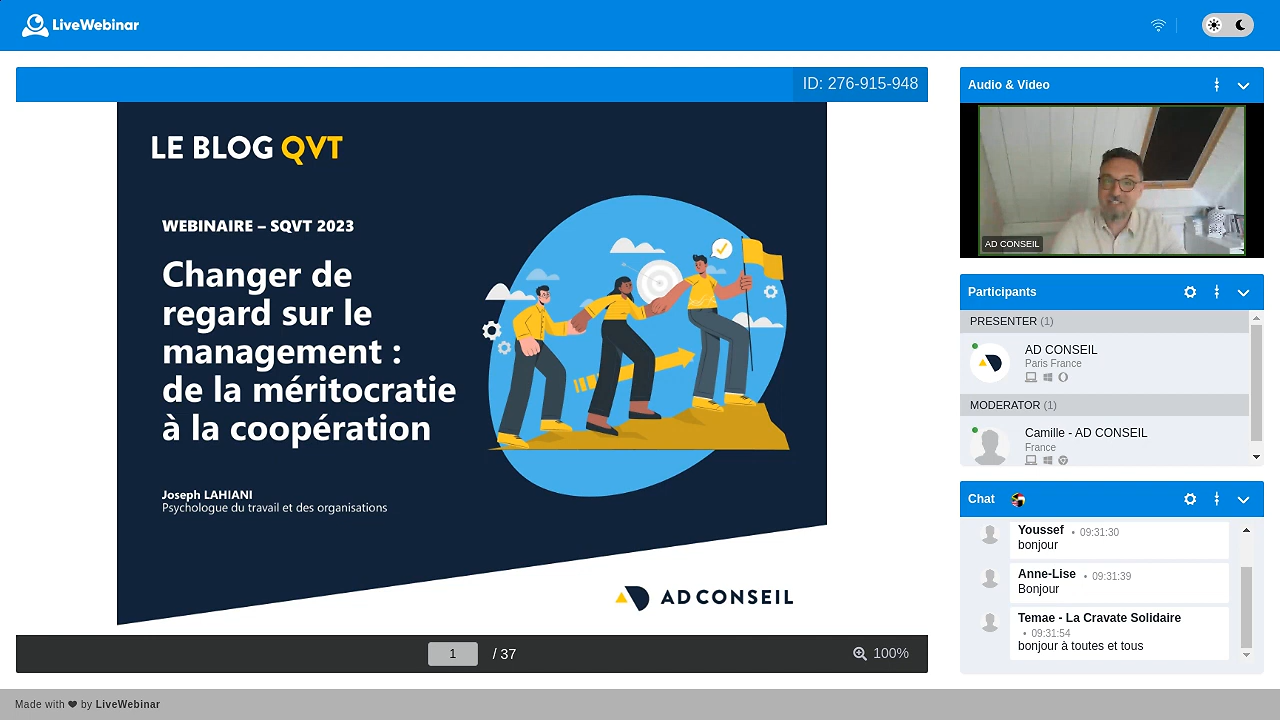 LiveWebinar
ID: 276-915-948
LE BLOG QVT
WEBINAIRE – SQVT 2023
Changer de
regard sur le
management :
de la méritocratie
à la coopération
Joseph LAHIANI
Psychologue du travail et des organisations
AD CONSEIL
1 / 37
100%
Audio & Video
AD CONSEIL
Participants
PRESENTER (1)
AD CONSEIL
Paris France
MODERATOR (1)
Camille - AD CONSEIL
France
Chat
Youssef • 09:31:30
bonjour
Anne-Lise • 09:31:39
Bonjour
Temae - La Cravate Solidaire
• 09:31:54
bonjour à toutes et tous
Made with ❤ by LiveWebinar